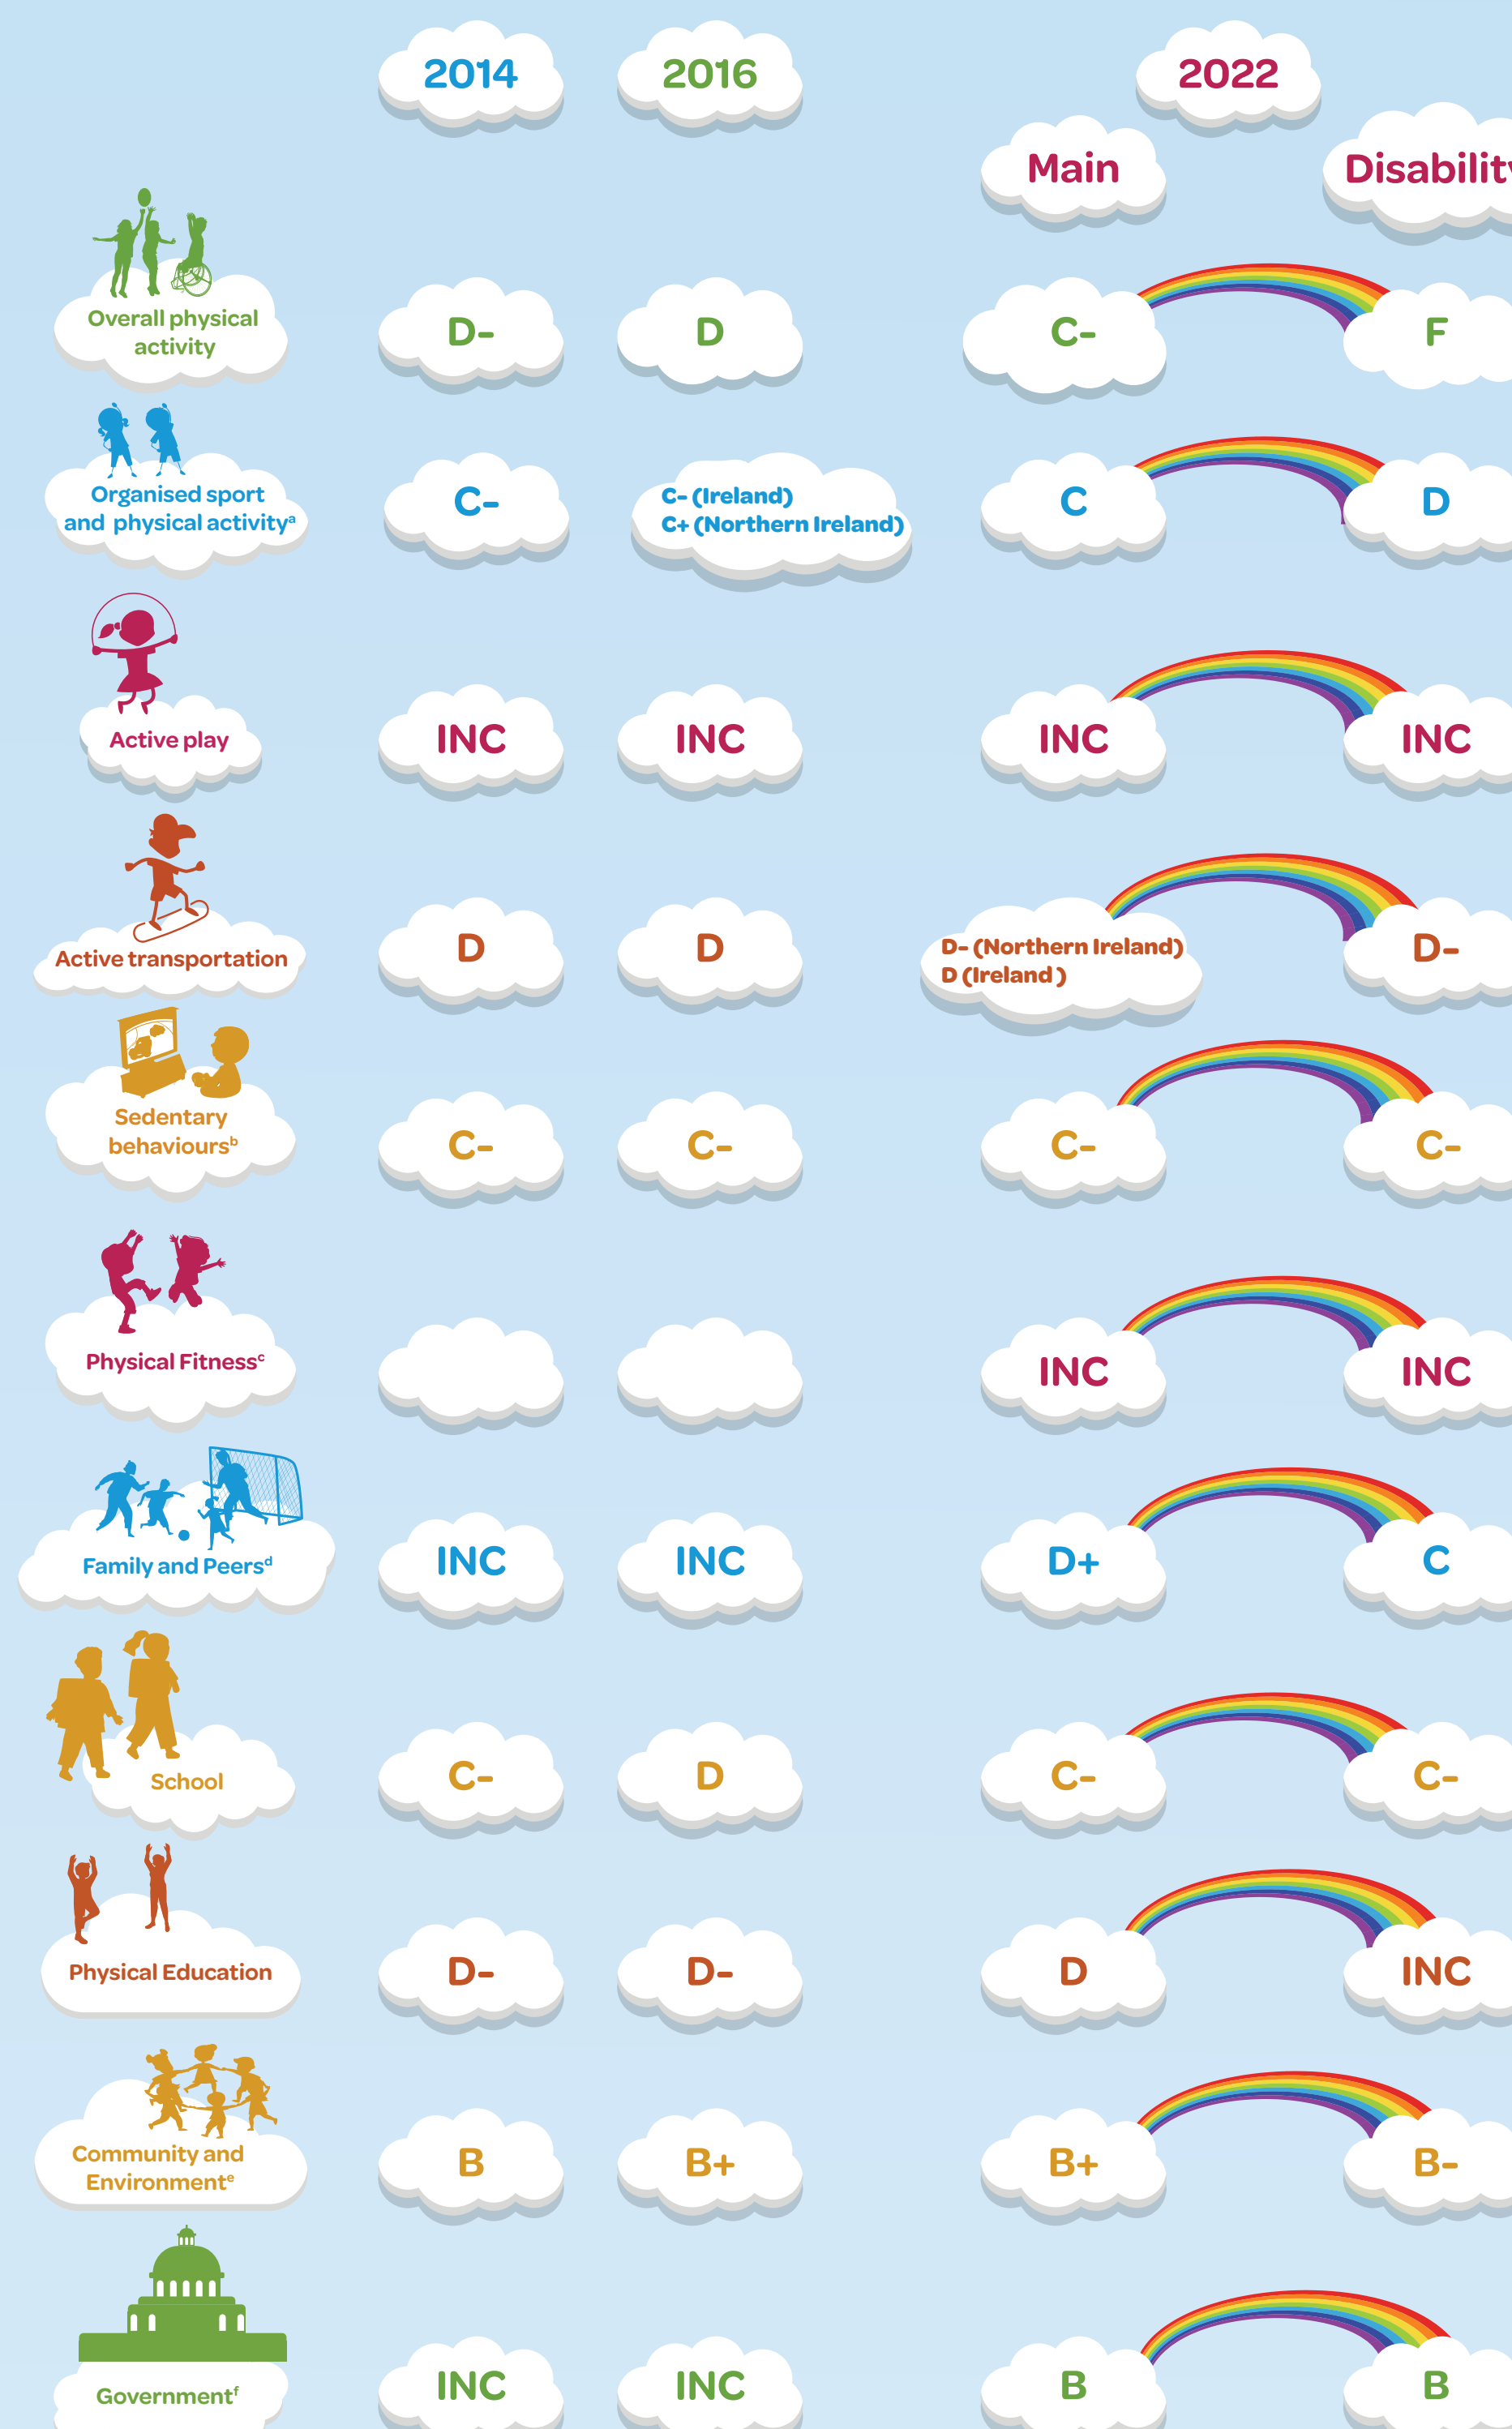 2014 2016 2022
Main Disability
Overall physical
activity
D- D C- F
Organised sport
and physical activityᵃ
C- C- (Ireland) C D
C+ (Northern Ireland)
Active play
INC INC INC INC
Active transportation
D D D- (Northern Ireland) D-
D (Ireland )
Sedentary
behavioursᵇ
C- C- C- C-
Physical Fitnessᶜ
INC INC
Family and Peersᵈ
INC INC D+ C
School
C- D C- C-
Physical Education
D- D- D INC
Community and
Environmentᵉ
B B+ B+ B-
Governmentᶠ
INC INC B B